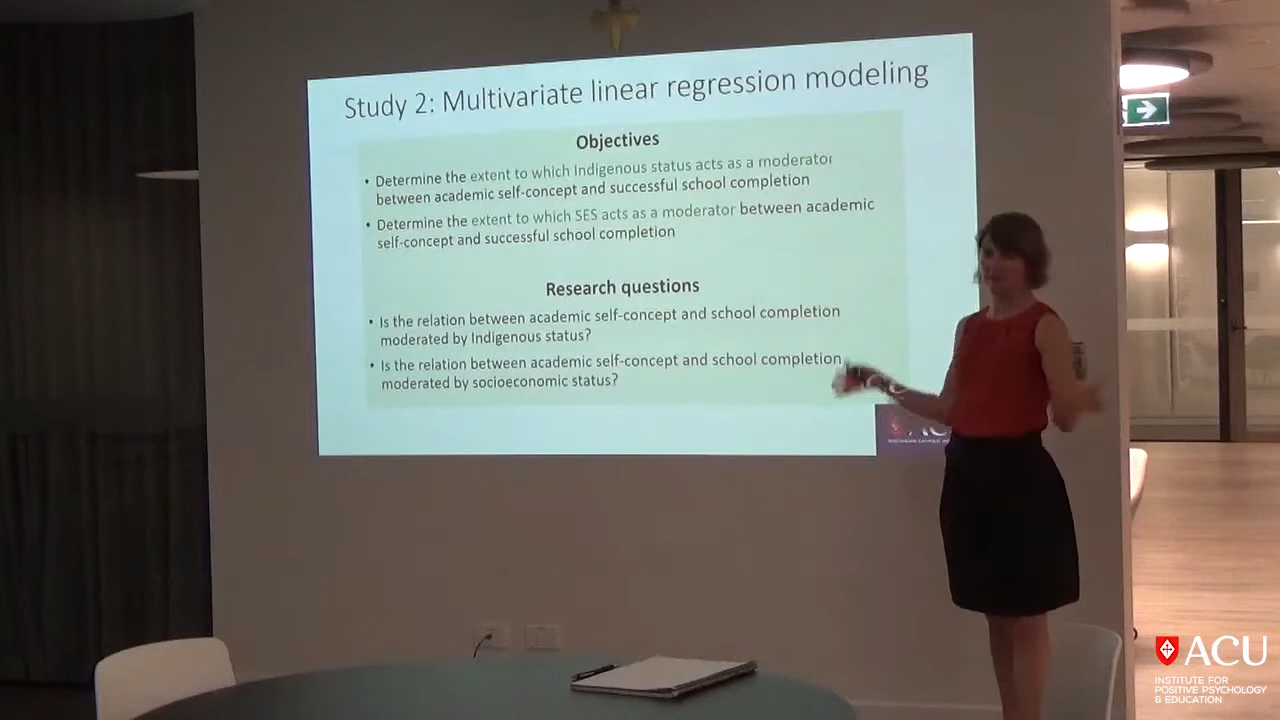 Study 2: Multivariate linear regression modeling
Objectives
• Determine the extent to which Indigenous status acts as a moderator
between academic self-concept and successful school completion
• Determine the extent to which SES acts as a moderator between academic
self-concept and successful school completion
Research questions
• Is the relation between academic self-concept and school completion
moderated by Indigenous status?
• Is the relation between academic self-concept and school completion
moderated by socioeconomic status?
ACU
INSTITUTE FOR
POSITIVE PSYCHOLOGY
& EDUCATION